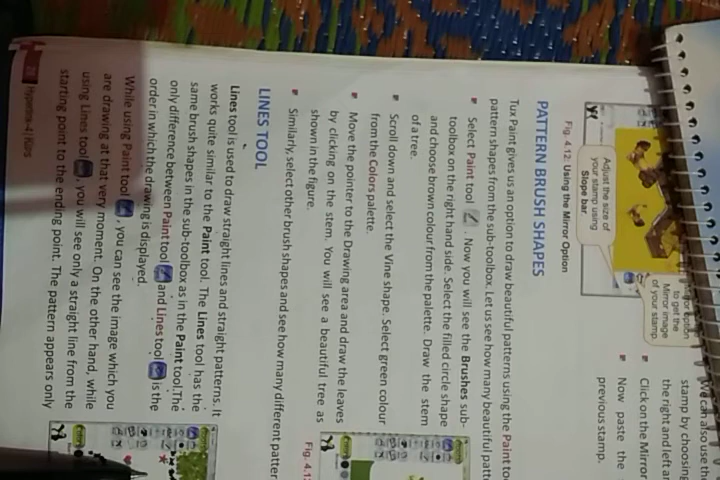 We can also use the
stamp by choosing
the right and left ar
Click on the Mirror
Now paste the
previous stamp.
to get the
Mirror image
of your stamp.
Adjust the size of
your stamp using
Slope bar.
Fig. 4.12: Using the Mirror Option
PATTERN BRUSH SHAPES
Tux Paint gives us an option to draw beautiful patterns using the Paint to
pattern shapes from the sub-toolbox. Let us see how many beautiful patt
Select Paint tool . Now you will see the Brushes sub-
toolbox on the right hand side. Select the filled circle shape
and choose brown colour from the palette. Draw the stem
of a tree.
Scroll down and select the Vine shape. Select green colour
from the Colors palette.
Move the pointer to the Drawing area and draw the leaves
by clicking on the stem. You will see a beautiful tree as
shown in the figure.
Similarly, select other brush shapes and see how many different patter
Fig. 4.1
LINES TOOL
Lines tool is used to draw straight lines and straight patterns. It
works quite similar to the Paint tool. The Lines tool has the
same brush shapes in the sub-toolbox as in the Paint tool. The
only difference between Paint tool and Lines tool is the
order in which the drawing is displayed.
While using Paint tool , you can see the image which you
are drawing at that very moment. On the other hand, while
using Lines tool , you will see only a straight line from the
starting point to the ending point. The pattern appears only